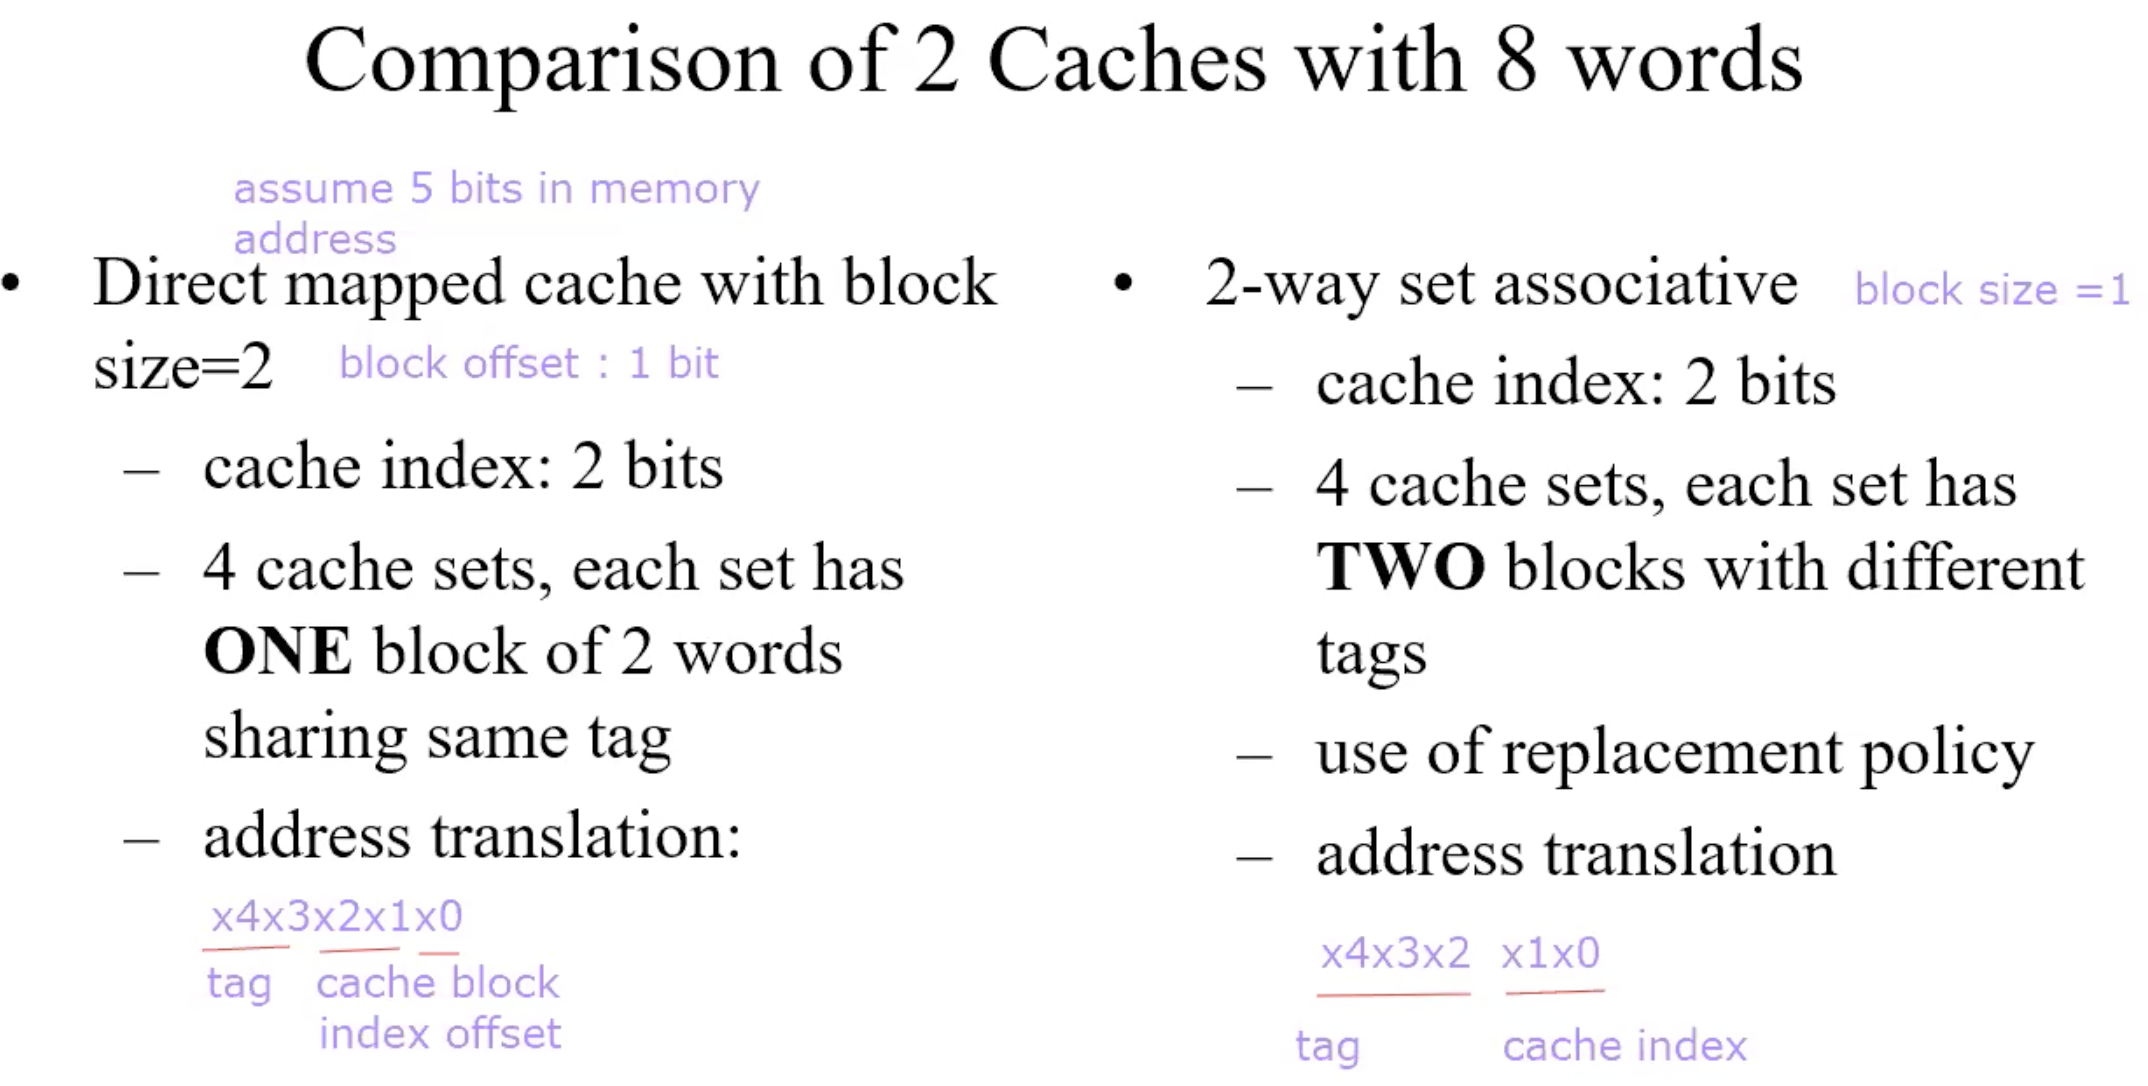 Comparison of 2 Caches with 8 words
assume 5 bits in memory
address
• Direct mapped cache with block
size=2 block offset : 1 bit
– cache index: 2 bits
– 4 cache sets, each set has
ONE block of 2 words
sharing same tag
– address translation:
x4x3x2x1x0
tag cache block
index offset
• 2-way set associative block size =1
– cache index: 2 bits
– 4 cache sets, each set has
TWO blocks with different
tags
– use of replacement policy
– address translation
x4x3x2 x1x0
tag cache index